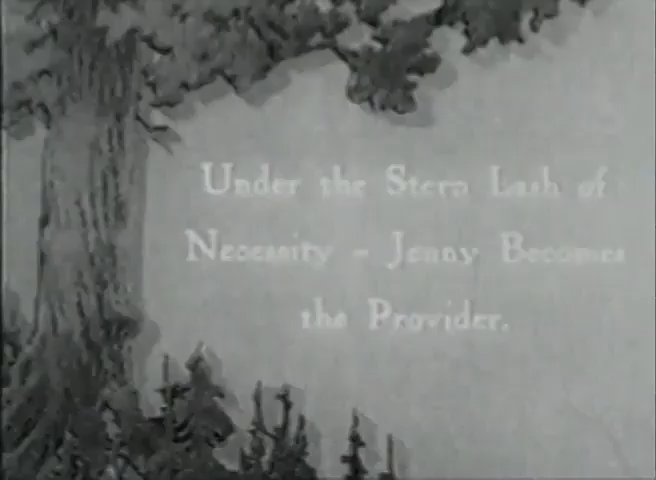 Under the Stern Lash of
Necessity - Jenny Becomes
the Provider.